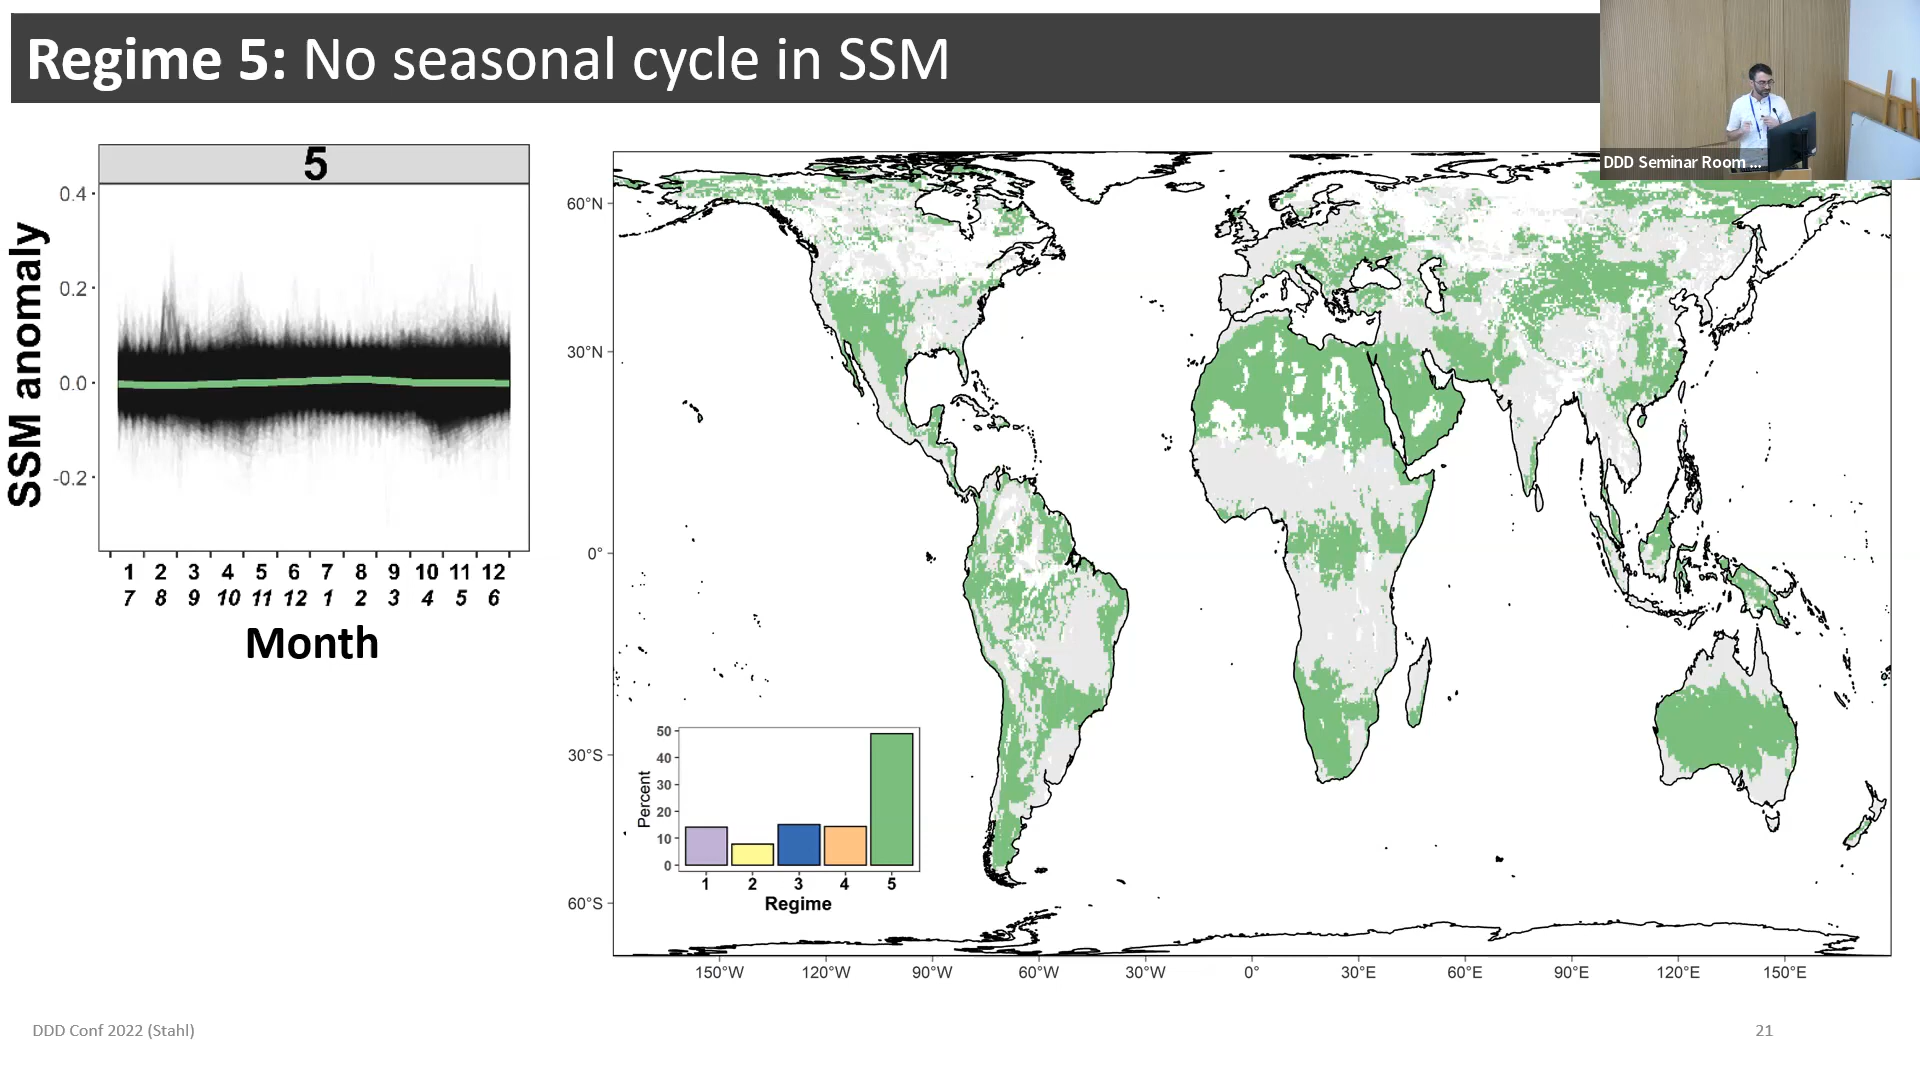 Regime 5: No seasonal cycle in SSM
DDD Seminar Room ...
5
SSM anomaly
0.4
0.2
0.0
-0.2
1 2 3 4 5 6 7 8 9 10 11 12
7 8 9 10 11 12 1 2 3 4 5 6
Month
60°N
30°N
0°
30°S
60°S
150°W 120°W 90°W 60°W 30°W 0° 30°E 60°E 90°E 120°E 150°E
Percent
50
40
30
20
10
0
1 2 3 4 5
Regime
DDD Conf 2022 (Stahl)
21